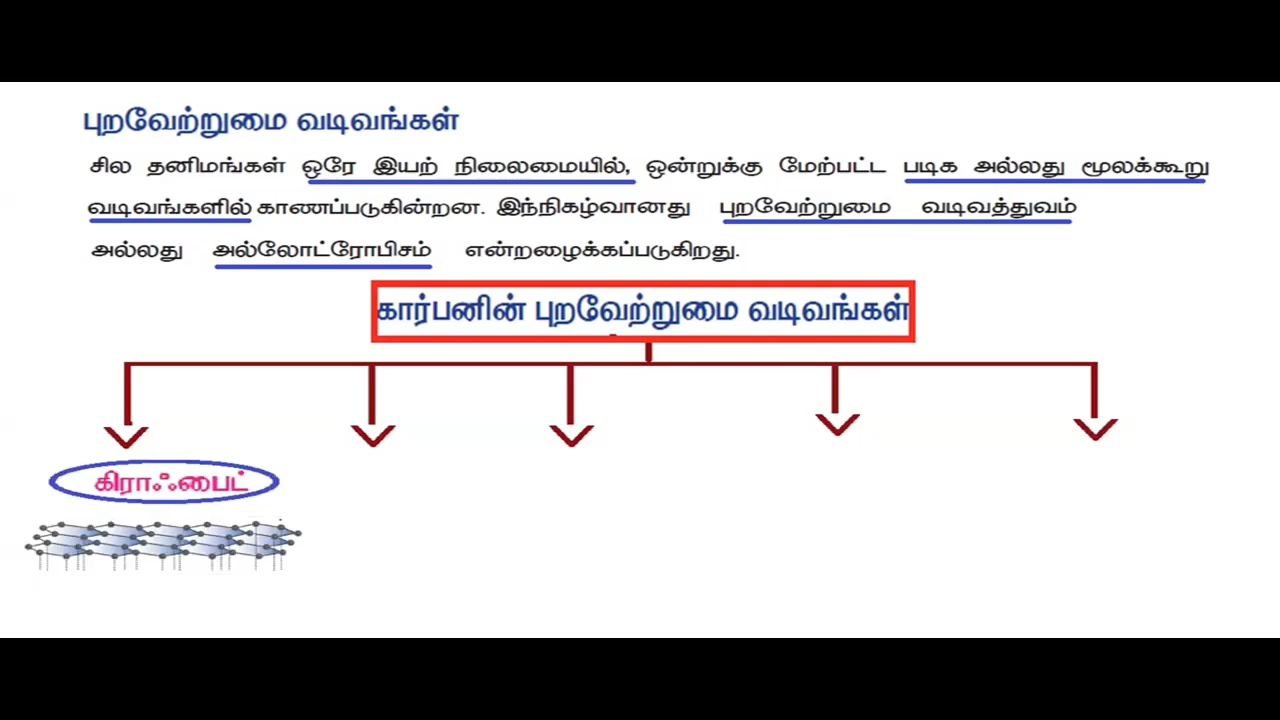 புறவேற்றுமை வடிவங்கள்
சில தனிமங்கள் ஒரே இயற் நிலைமையில், ஒன்றுக்கு மேற்பட்ட படிக அல்லது மூலக்கூறு
வடிவங்களில் காணப்படுகின்றன. இந்நிகழ்வானது புறவேற்றுமை வடிவத்துவம்
அல்லது அல்லோட்ரோபிசம் என்றழைக்கப்படுகிறது.
கார்பனின் புறவேற்றுமை வடிவங்கள்
கிராஃபைட்